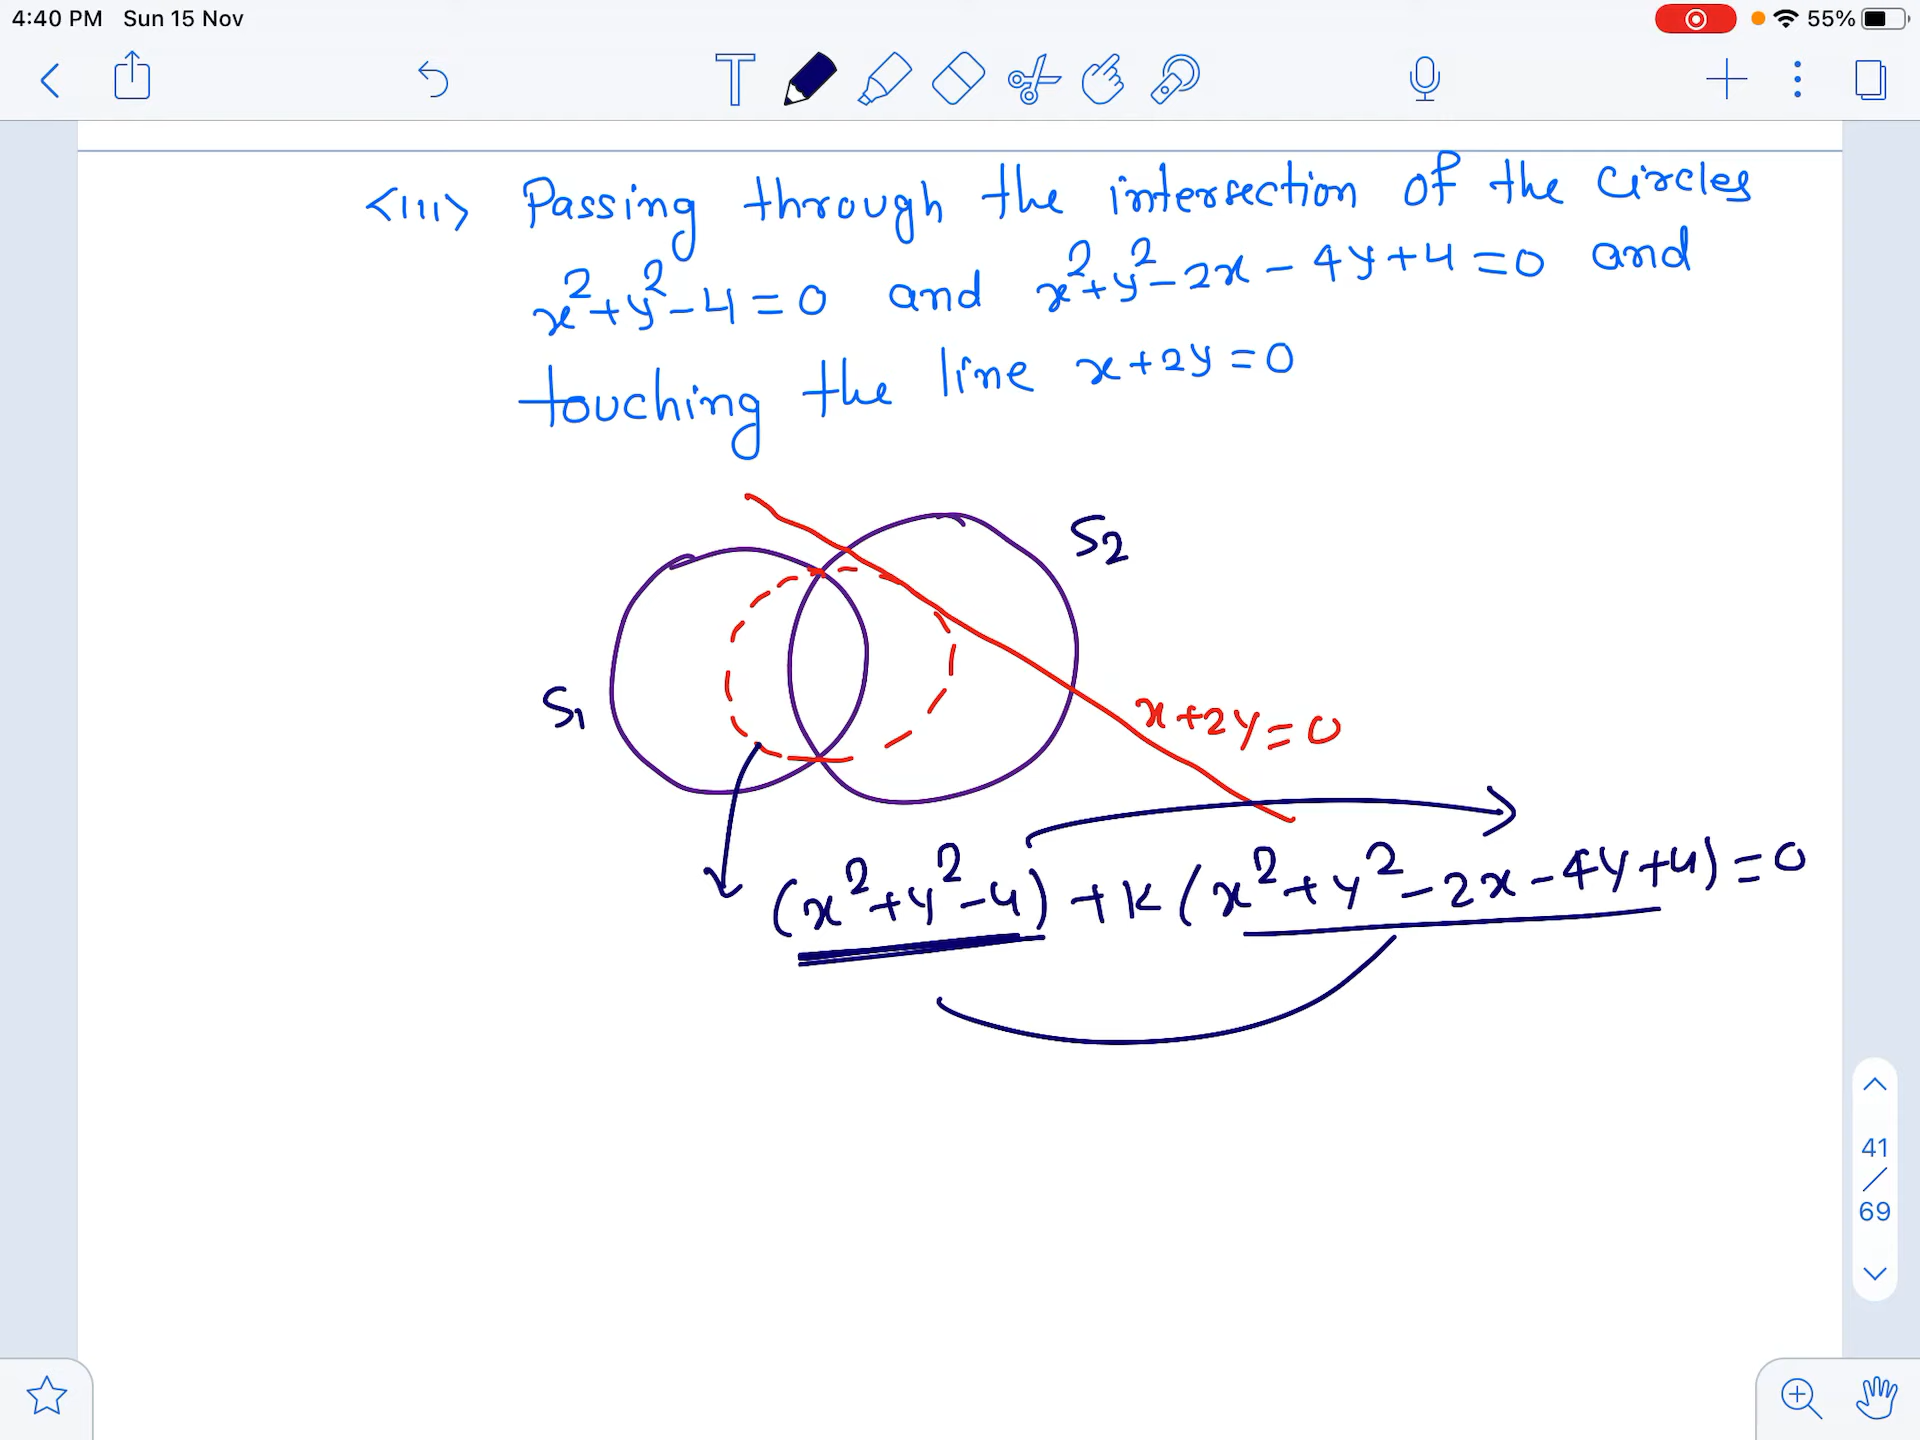 4:40 PM Sun 15 Nov
55%
T
<iii> Passing through the intersection of the circles
x²+y²-4=0 and x²+y²-2x-4y+4=0 and
touching the line x+2y=0
S₂
S₁
x+2y=0
(x²+y²-4)+k(x²+y²-2x-4y+4)=0
41
/
69